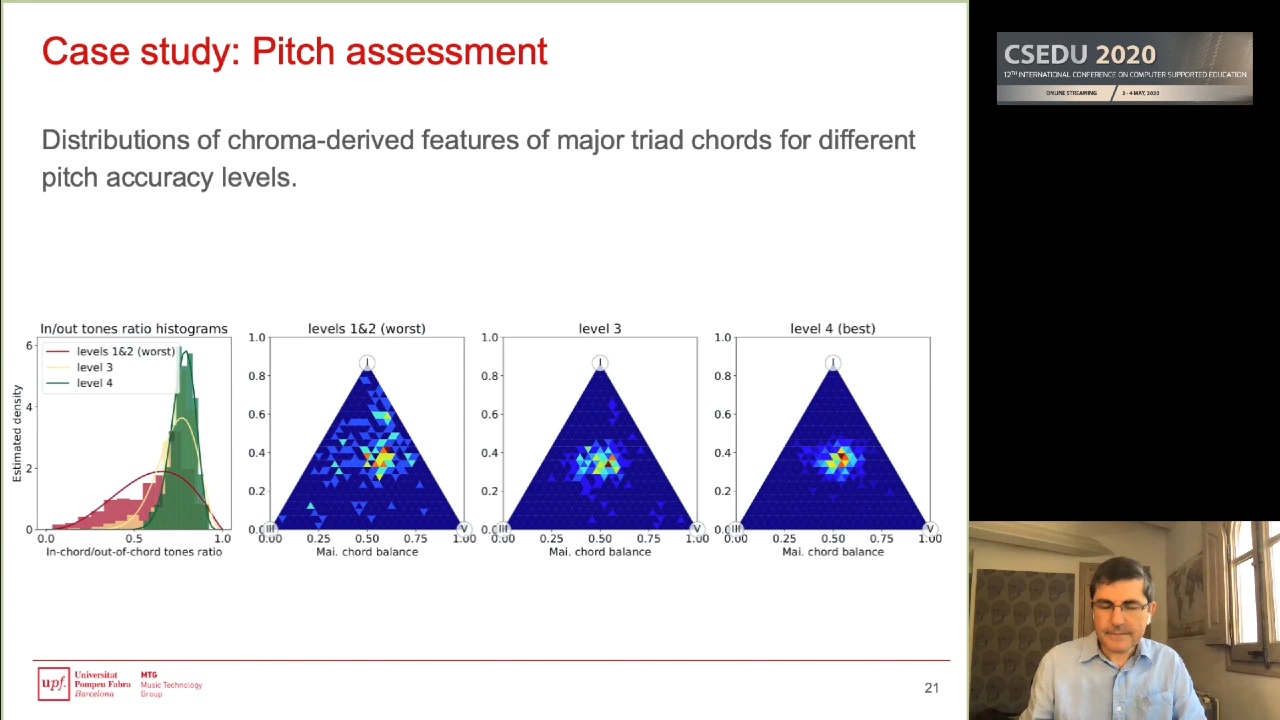 Case study: Pitch assessment
CSEDU 2020
12TH INTERNATIONAL CONFERENCE ON COMPUTER SUPPORTED EDUCATION
ONLINE STREAMING
2 - 4 MAY, 2020
Distributions of chroma-derived features of major triad chords for different
pitch accuracy levels.
In/out tones ratio histograms
levels 1&2 (worst)
level 3
level 4
Estimated density
0
2
4
6
0.0
0.5
1.0
In-chord/out-of-chord tones ratio
levels 1&2 (worst)
1.0
0.8
0.6
0.4
0.2
I
III
V
0.00 0.25 0.50 0.75 1.00
Maj. chord balance
level 3
1.0
0.8
0.6
0.4
0.2
I
III
V
0.00 0.25 0.50 0.75 1.00
Maj. chord balance
level 4 (best)
1.0
0.8
0.6
0.4
0.2
I
III
V
0.00 0.25 0.50 0.75 1.00
Maj. chord balance
upf.
Universitat
Pompeu Fabra
Barcelona
MTG
Music Technology
Group
21